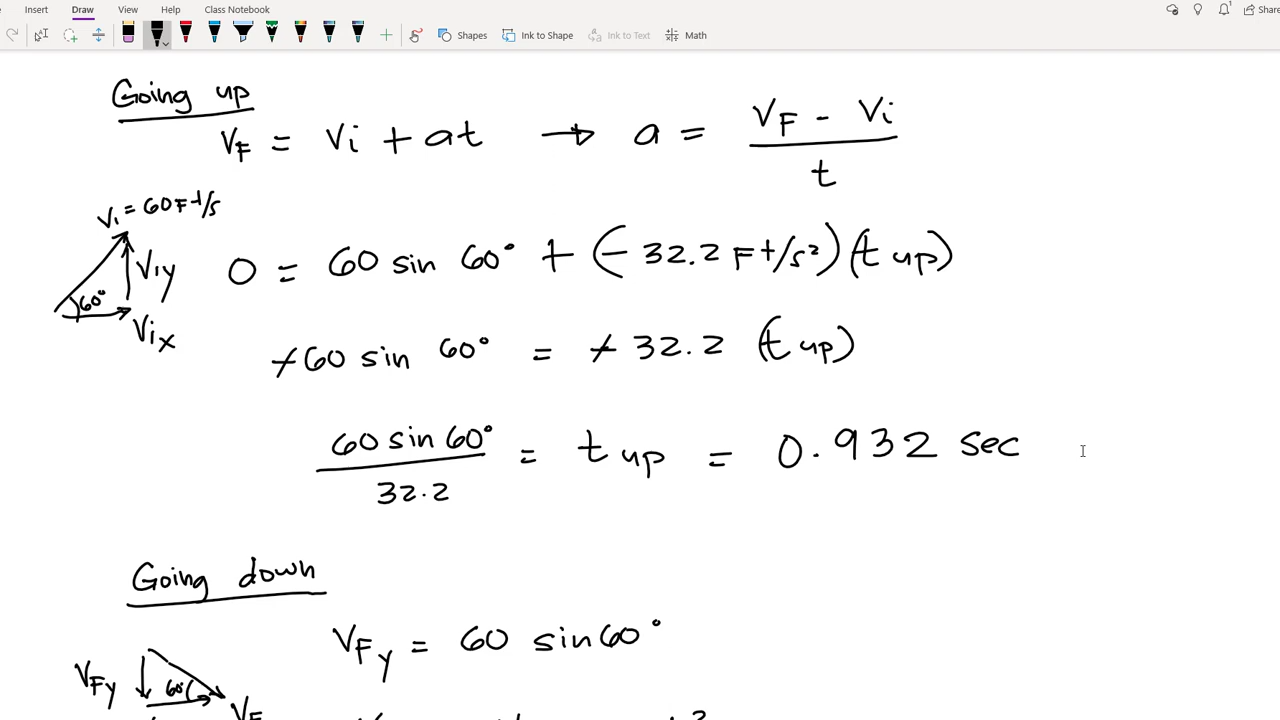 Insert Draw View Help Class Notebook Share
Shapes Ink to Shape Ink to Text Math
Going up
VF = Vi + at → a = VF - Vi / t
Vi = 60 Ft/s
0 = 60 sin 60° + (- 32.2 Ft/s²) (t up)
V1y
60°
Vix
-60 sin 60° = - 32.2 (t up)
60 sin 60° / 32.2 = t up = 0.932 sec
Going down
VFy = 60 sin 60°
VFy
60°
VF